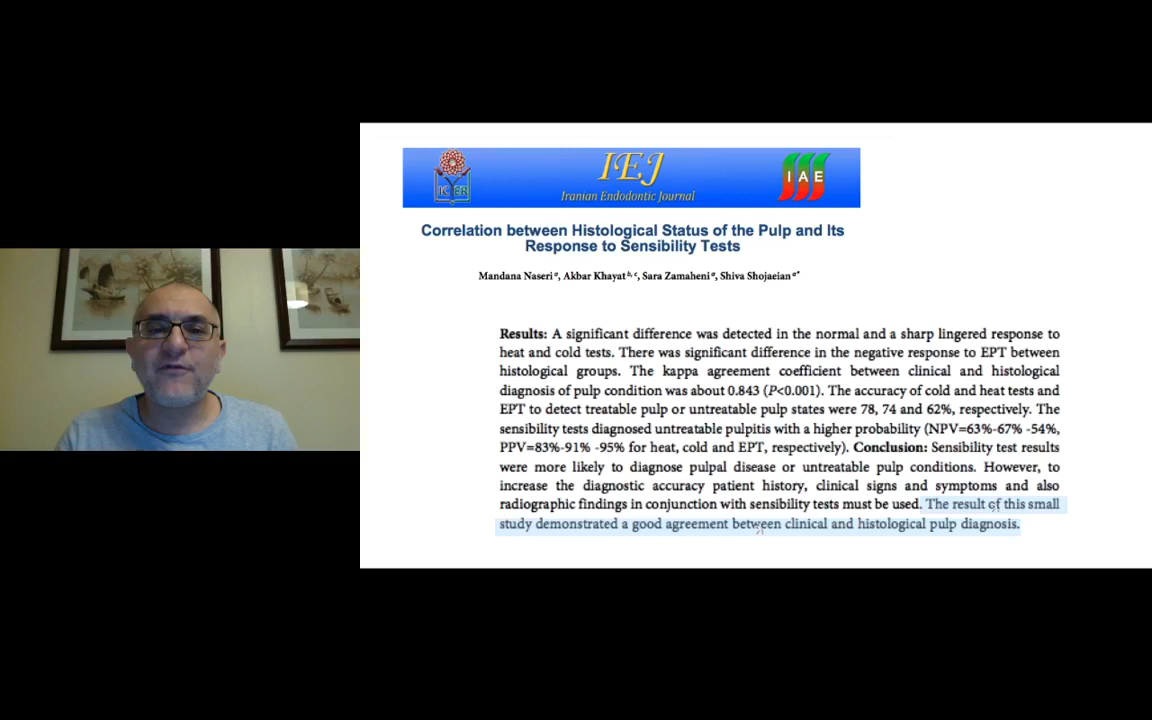 IEJ
Iranian Endodontic Journal
ICER
IAE
Correlation between Histological Status of the Pulp and Its
Response to Sensibility Tests
Mandana Naseri a, Akbar Khayat b, c, Sara Zamaheni a, Shiva Shojaeian a*
Results: A significant difference was detected in the normal and a sharp lingered response to
heat and cold tests. There was significant difference in the negative response to EPT between
histological groups. The kappa agreement coefficient between clinical and histological
diagnosis of pulp condition was about 0.843 (P<0.001). The accuracy of cold and heat tests and
EPT to detect treatable pulp or untreatable pulp states were 78, 74 and 62%, respectively. The
sensibility tests diagnosed untreatable pulpitis with a higher probability (NPV=63%-67% -54%,
PPV=83%-91% -95% for heat, cold and EPT, respectively). Conclusion: Sensibility test results
were more likely to diagnose pulpal disease or untreatable pulp conditions. However, to
increase the diagnostic accuracy patient history, clinical signs and symptoms and also
radiographic findings in conjunction with sensibility tests must be used. The result of this small
study demonstrated a good agreement between clinical and histological pulp diagnosis.